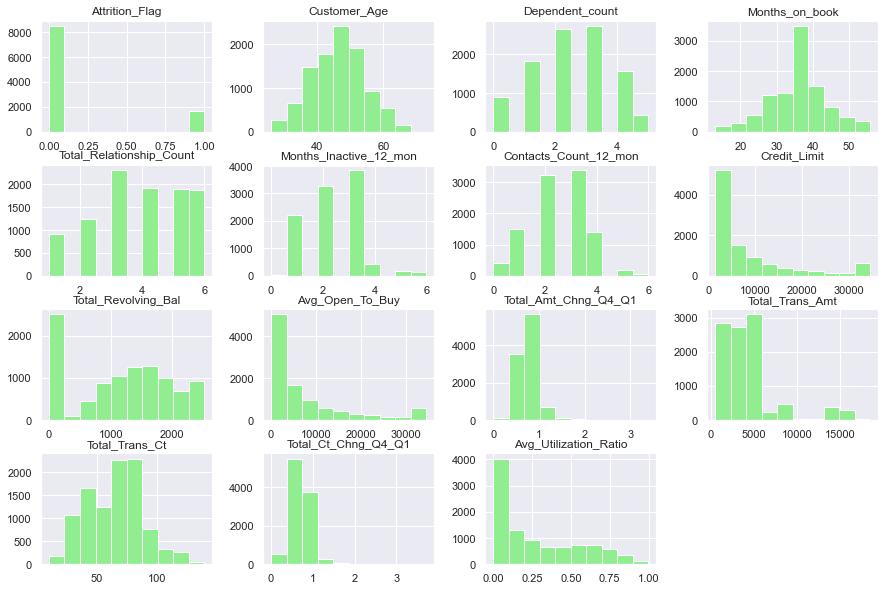 Attrition_Flag Customer_Age Dependent_count Months_on_book
8000 6000 4000 2000 0
2000 1000 0
2000 1000 0
3000 2000 1000 0
0.00 0.25 0.50 0.75 1.00
40 60
0 2 4
20 30 40 50
Total_Relationship_Count Months_Inactive_12_mon Contacts_Count_12_mon Credit_Limit
2000 1500 1000 500 0
4000 3000 2000 1000 0
3000 2000 1000 0
4000 2000 0
2 4 6
0 2 4 6
0 2 4 6
0 10000 20000 30000
Total_Revolving_Bal Avg_Open_To_Buy Total_Amt_Chng_Q4_Q1 Total_Trans_Amt
2000 1000 0
4000 2000 0
4000 2000 0
3000 2000 1000 0
0 1000 2000
0 10000 20000 30000
0 1 2 3
0 5000 10000 15000
Total_Trans_Ct Total_Ct_Chng_Q4_Q1 Avg_Utilization_Ratio
2000 1500 1000 500 0
4000 2000 0
4000 3000 2000 1000 0
50 100
0 1 2 3
0.00 0.25 0.50 0.75 1.00